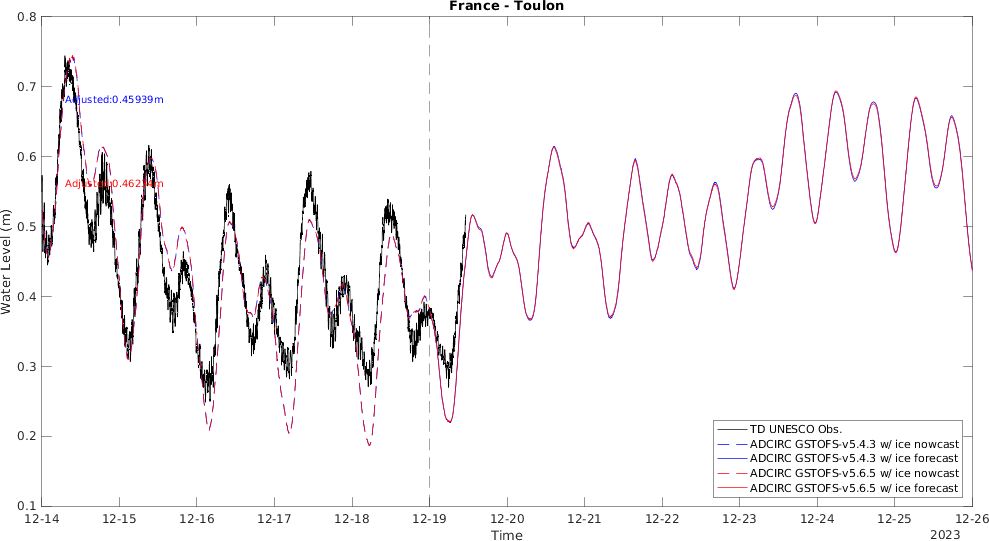 France - Toulon
0.8
0.7
0.6
0.5
0.4
0.3
0.2
0.1
Water Level (m)
Adjusted:0.45939m
12-14
12-15
12-16
12-17
12-18
12-19
12-20
12-21
12-22
12-23
12-24
12-25
12-26
Time
2023
TD UNESCO Obs.
ADCIRC GSTOFS-v5.4.3 w/ ice nowcast
ADCIRC GSTOFS-v5.4.3 w/ ice forecast
ADCIRC GSTOFS-v5.6.5 w/ ice nowcast
ADCIRC GSTOFS-v5.6.5 w/ ice forecast